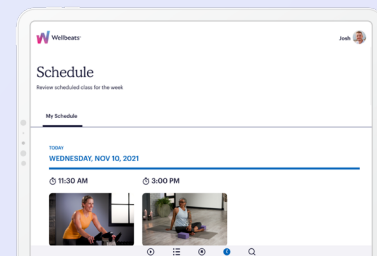 Wellbeats
Josh
Schedule
Review scheduled class for the week
My Schedule
TODAY
WEDNESDAY, NOV 10, 2021
11:30 AM
3:00 PM